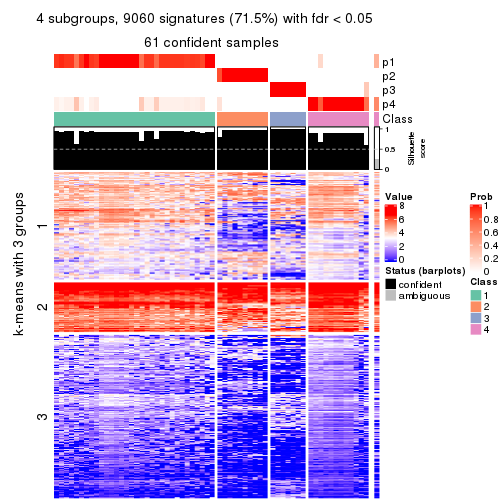 4 subgroups, 9060 signatures (71.5%) with fdr < 0.05
61 confident samples
p1
p2
p3
p4
Class
1
0.5
0
Silhouette
score
k-means with 3 groups
1
2
3
Value
8
6
4
2
0
Prob
1
0.8
0.6
0.4
0.2
0
Status (barplots)
confident
ambiguous
Class
1
2
3
4